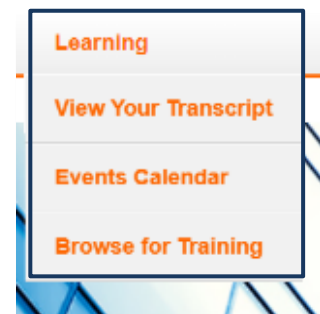 Learning
View Your Transcript
Events Calendar
Browse for Training